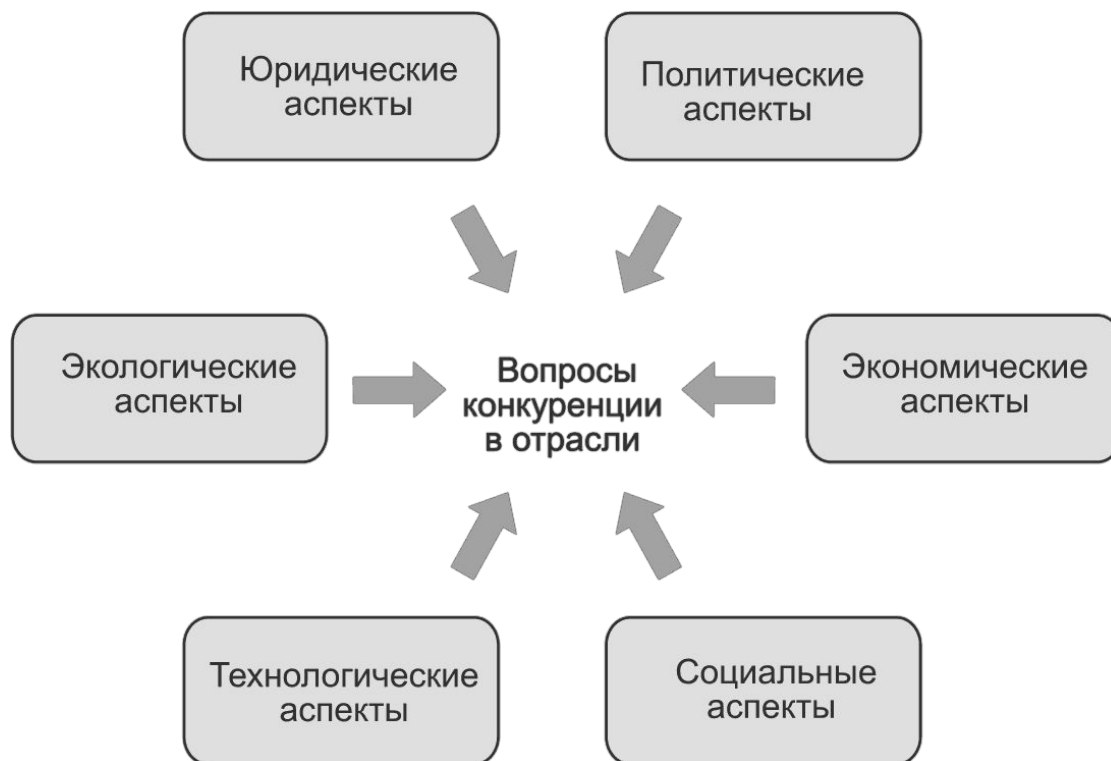 Юридические
аспекты
Политические
аспекты
Экологические
аспекты
Вопросы
конкуренции
в отрасли
Экономические
аспекты
Технологические
аспекты
Социальные
аспекты